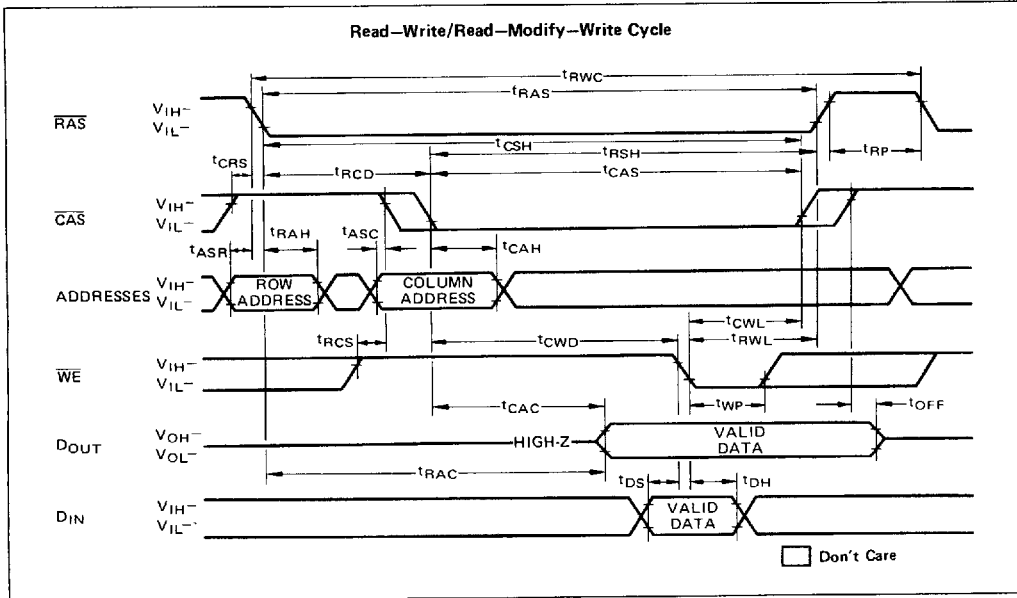 Read—Write/Read—Modify—Write Cycle
tRWC
tRAS
RAS
VIH–
VIL–
tCSH
tRSH
tRP
tCRS
tRCD
tCAS
CAS
VIH–
VIL–
tASR
tRAH
tASC
tCAH
ADDRESSES
VIH–
VIL–
ROW
ADDRESS
COLUMN
ADDRESS
tCWL
tRCS
tCWD
tRWL
WE
VIH–
VIL–
tWP
tCAC
tOFF
DOUT
VOH–
VOL–
HIGH-Z
VALID
DATA
tRAC
tDS
tDH
DIN
VIH–
VIL–
VALID
DATA
Don't Care